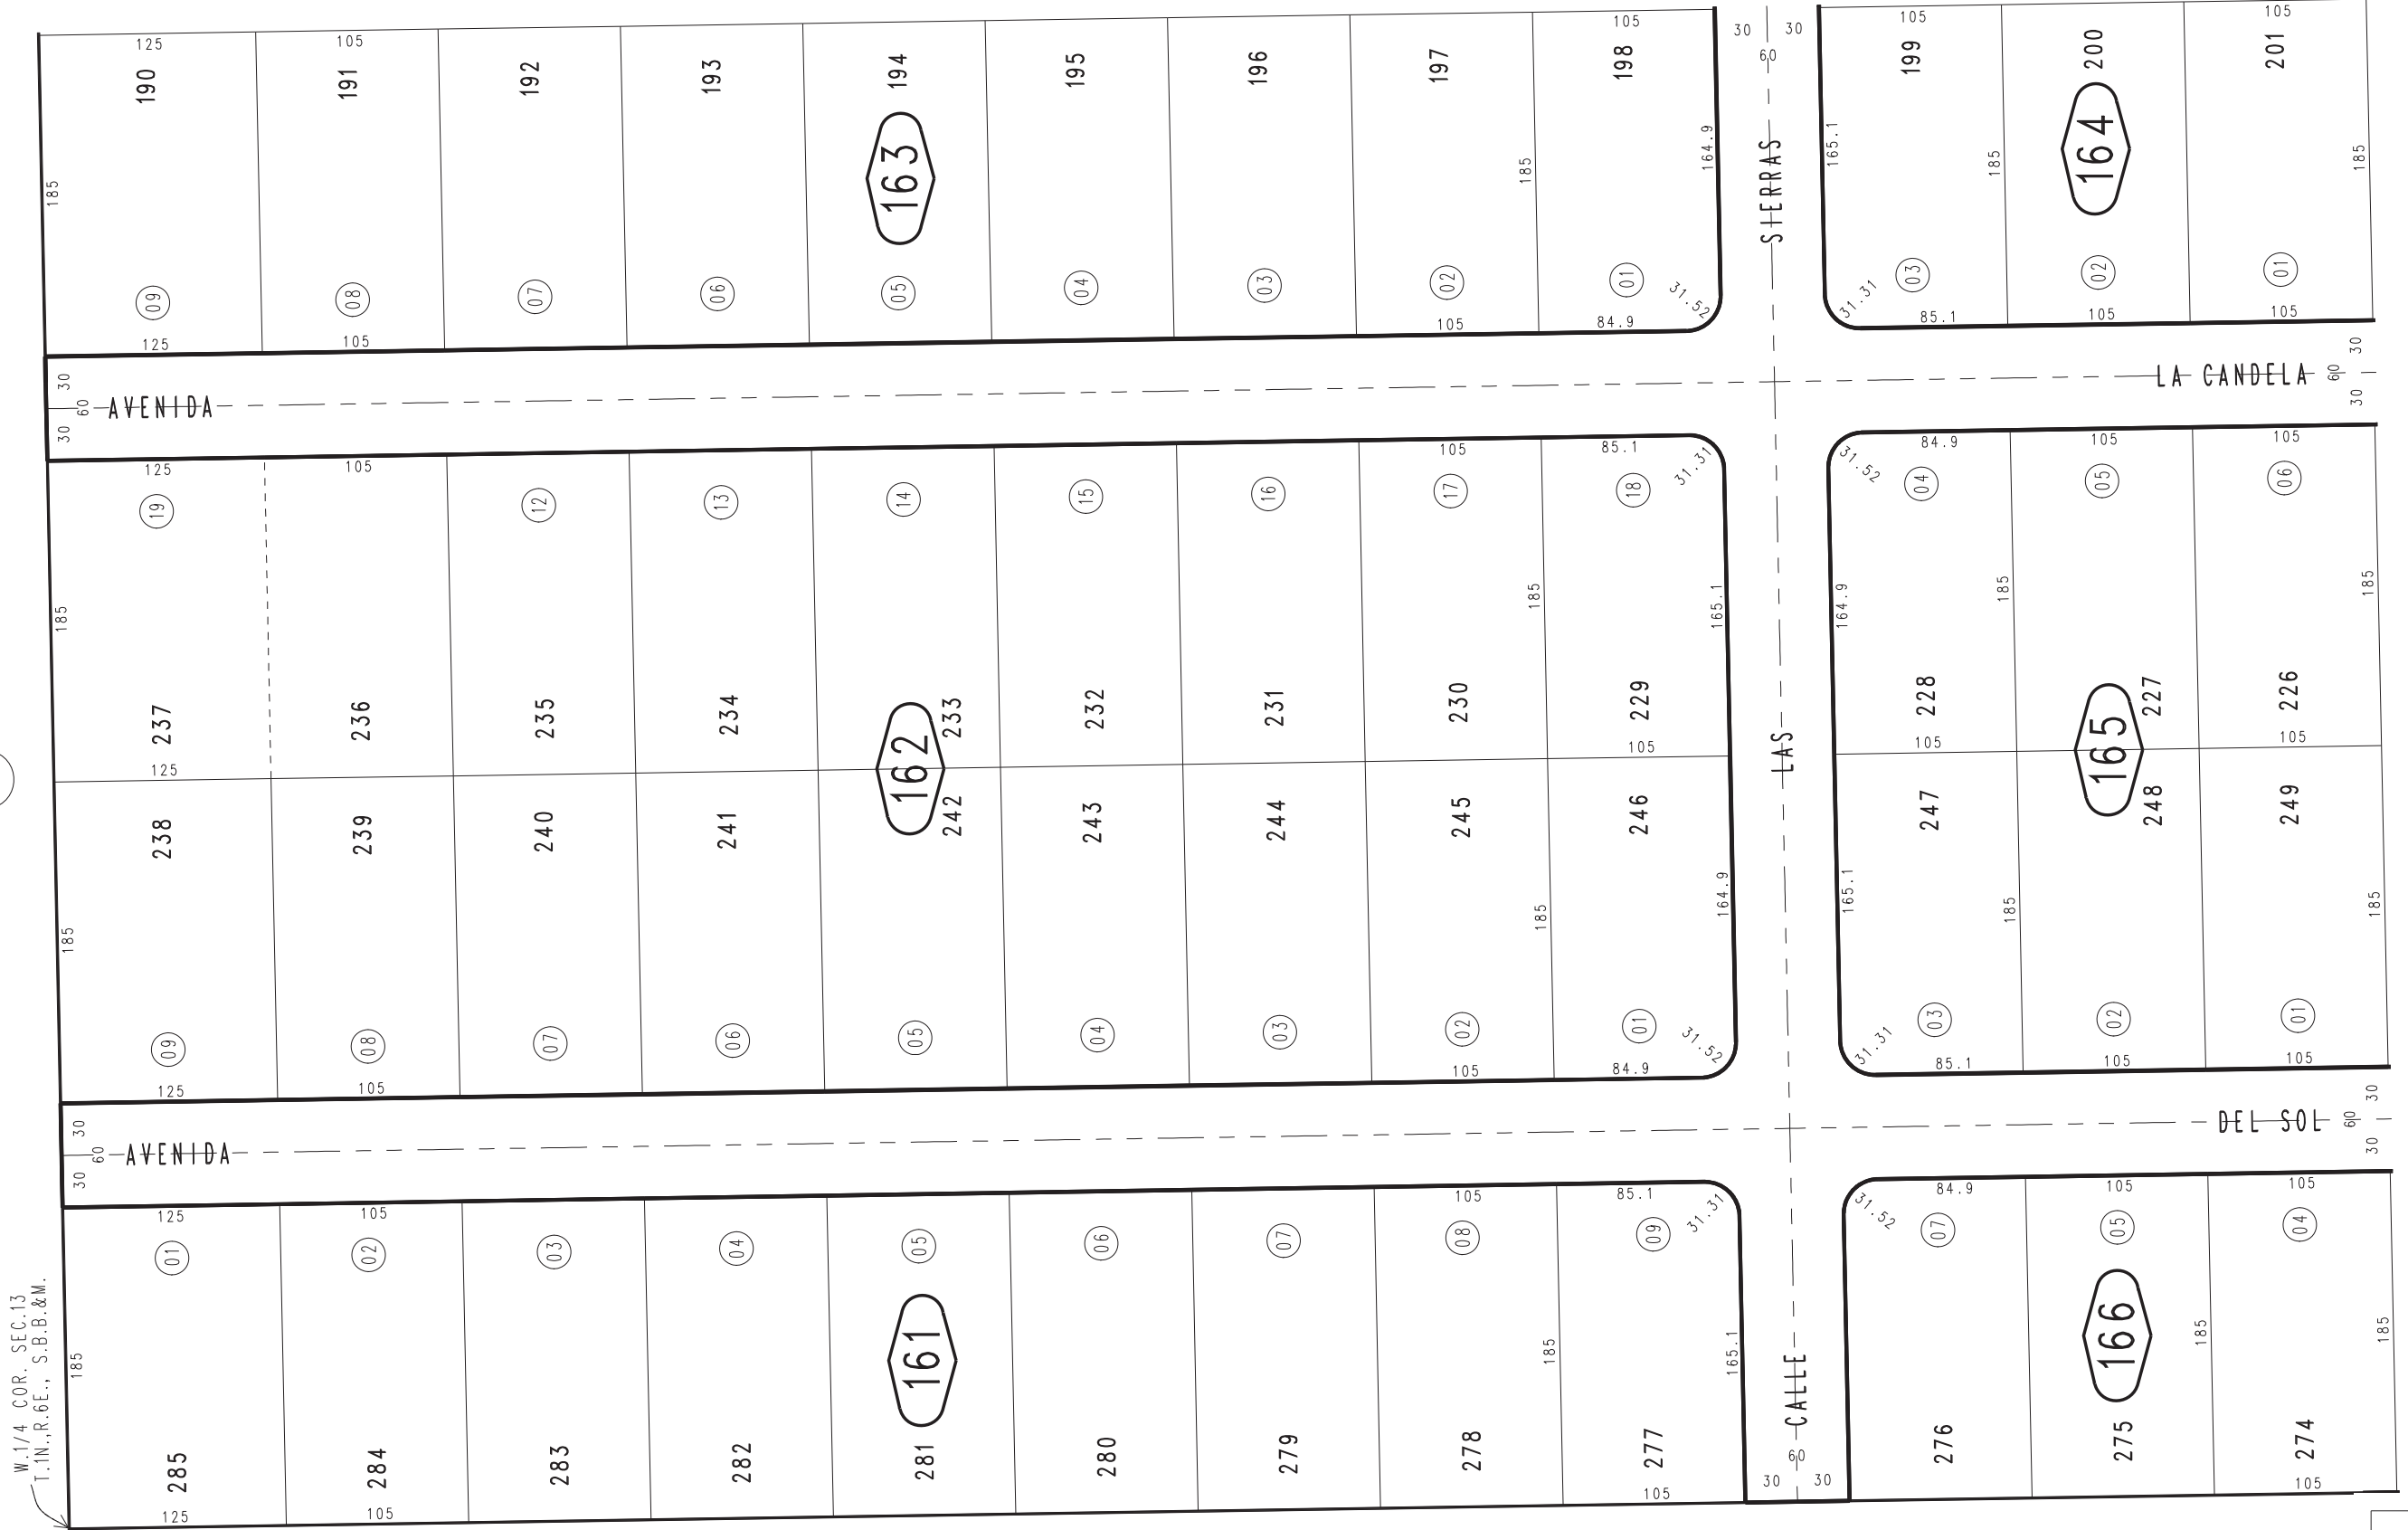 125 105 105 30 30 105 105
60
190 191 192 193 194 195 196 197 198 199 200 201
163 164
185 185 164.9 165.1 185 185
SIERRAS
09 08 07 06 05 04 03 02 01 31.52 31.31 03 02 01
125 105 105 84.9 85.1 105 105
30 30
60 AVENIDA LA CANDELA 60
30 30
125 105 105 85.1 84.9 105 105
19 12 13 14 15 16 17 18 31.31 31.52 04 05 06
185 185 165.1 164.9 185 185
237 236 235 234 233 232 231 230 229 228 227 226
125 105 105 105
162 LAS 165
238 239 240 241 242 243 244 245 246 247 248 249
185 185 164.9 165.1 185 185
09 08 07 06 05 04 03 02 01 31.52 31.31 03 02 01
125 105 105 84.9 85.1 105 105
30 30
60 AVENIDA DEL SOL 60
30 30
125 105 105 85.1 84.9 105 105
01 02 03 04 05 06 07 08 09 31.31 31.52 07 05 04
W.1/4 COR. SEC.13
T.1N.,R.6E., S.B.B.&M.
185 185 165.1 185 185
161 166
CALLE
285 284 283 282 281 280 279 278 277 276 275 274
60
125 105 105 30 30 105